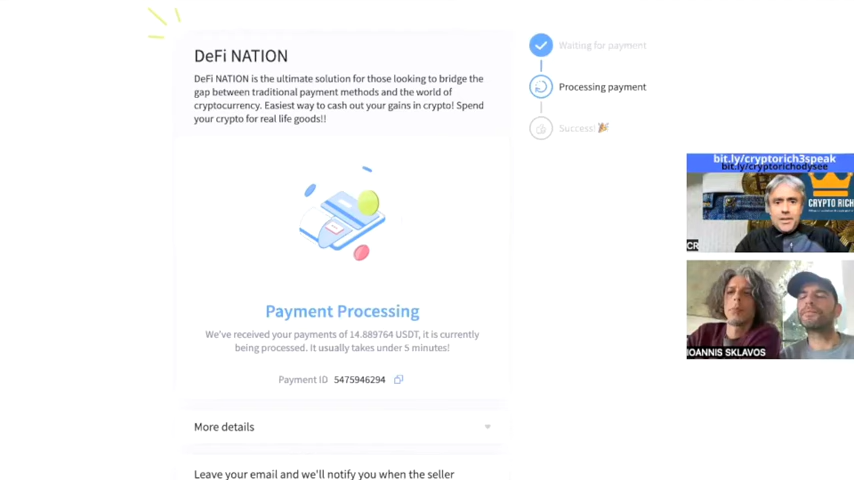 DeFi NATION
DeFi NATION is the ultimate solution for those looking to bridge the
gap between traditional payment methods and the world of
cryptocurrency. Easiest way to cash out your gains in crypto! Spend
your crypto for real life goods!!
Payment Processing
We've received your payments of 14.889764 USDT, it is currently
being processed. It usually takes under 5 minutes!
Payment ID 5475946294
More details
Leave your email and we'll notify you when the seller
Waiting for payment
Processing payment
Success!
bit.ly/cryptorich3speak
bit.ly/cryptorichodysee
CRYPTO RICH
CR
IOANNIS SKLAVOS